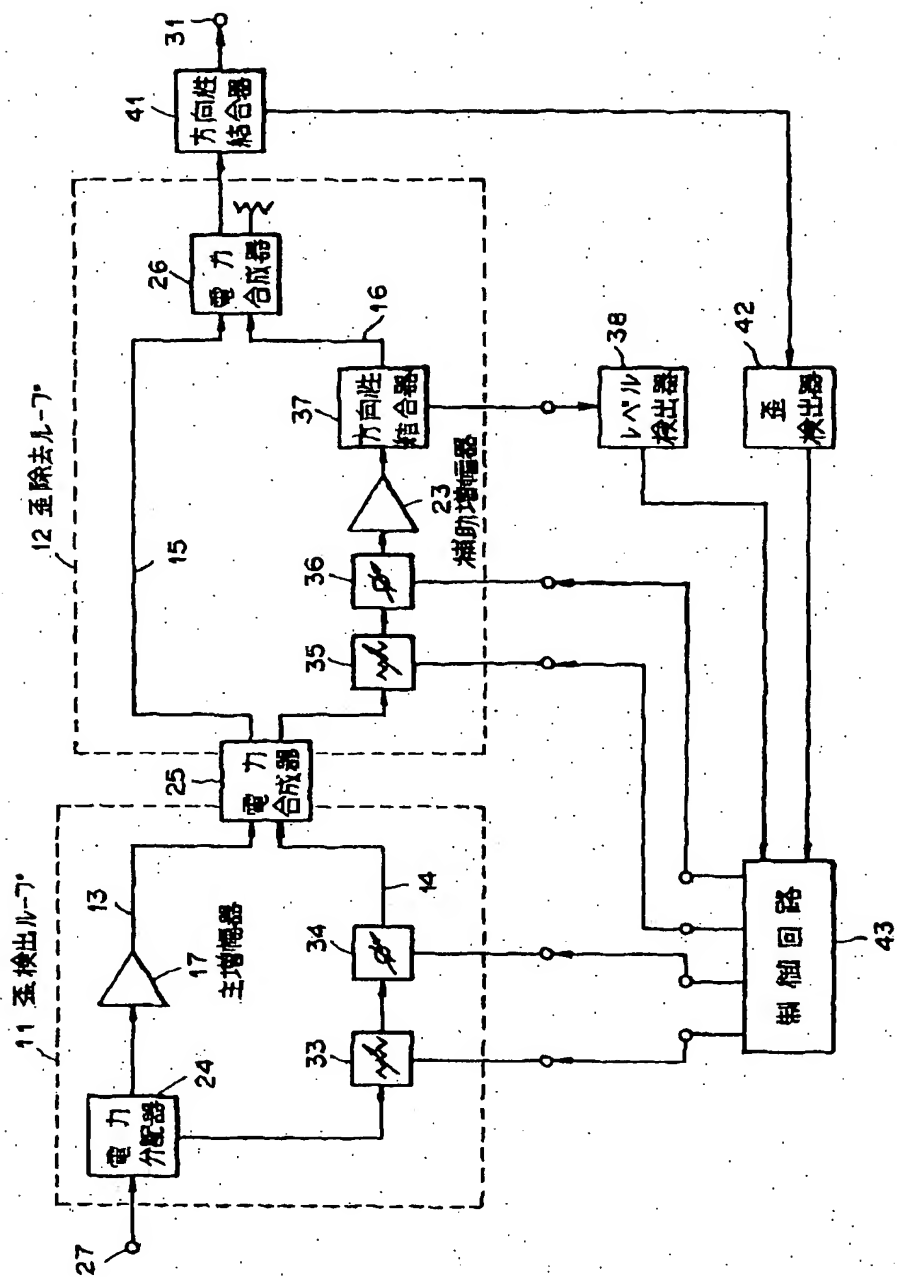 11 歪検出ループ
12 歪除去ループ
27
電力
分配器
24
17
主増幅器
13
33
34
14
電力
合成器
25
15
35
36
23
補助増幅器
方向性
結合器
37
16
電力
合成器
26
方向性
結合器
41
31
レベル
検出器
38
歪
検出器
42
制御回路
43